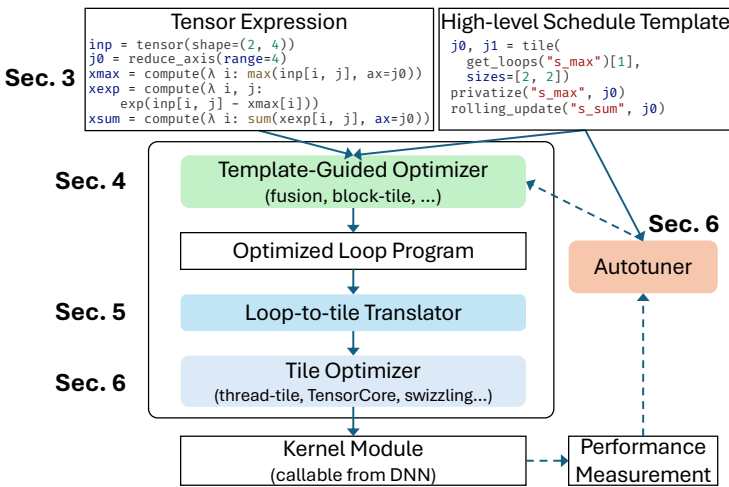 Tensor Expression
inp = tensor(shape=(2, 4))
j0 = reduce_axis(range=4)
xmax = compute(λ i: max(inp[i, j], ax=j0))
xexp = compute(λ i, j:
exp(inp[i, j] - xmax[i]))
xsum = compute(λ i: sum(xexp[i, j], ax=j0))
High-level Schedule Template
j0, j1 = tile(
get_loops("s_max")[1],
sizes=[2, 2])
privatize("s_max", j0)
rolling_update("s_sum", j0)
Sec. 3
Sec. 4
Template-Guided Optimizer
(fusion, block-tile, ...)
Optimized Loop Program
Sec. 6
Autotuner
Sec. 5
Loop-to-tile Translator
Sec. 6
Tile Optimizer
(thread-tile, TensorCore, swizzling...)
Kernel Module
(callable from DNN)
Performance
Measurement